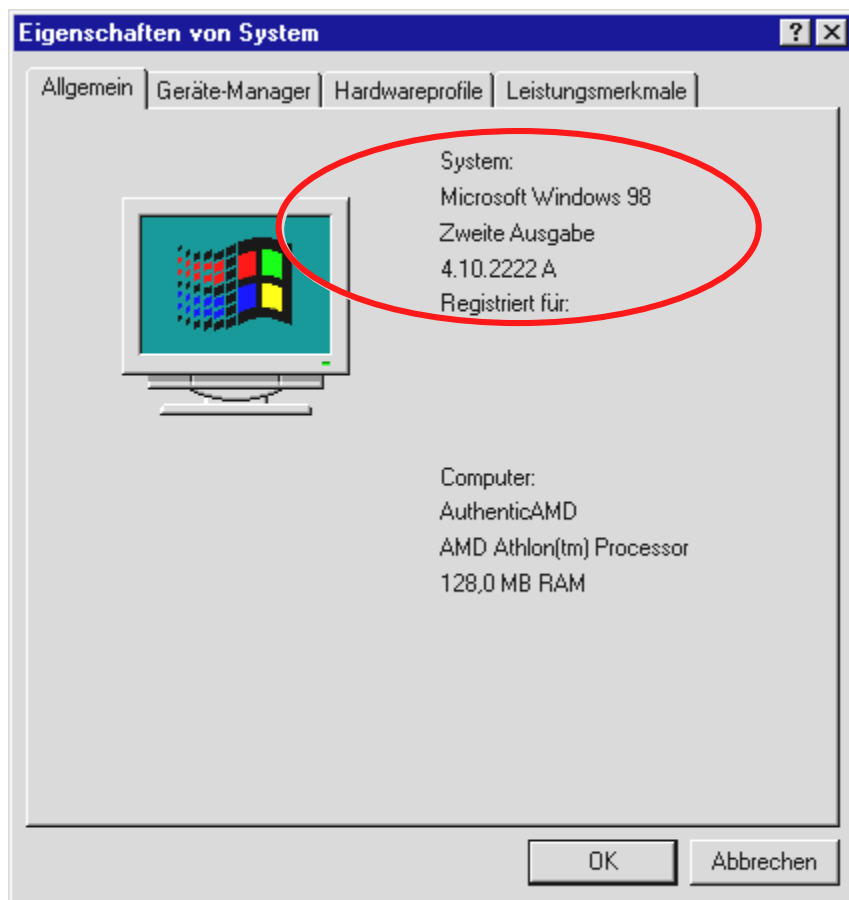 Eigenschaften von System
Allgemein Geräte-Manager Hardwareprofile Leistungsmerkmale
System:
Microsoft Windows 98
Zweite Ausgabe
4.10.2222 A
Registriert für:
Computer:
AuthenticAMD
AMD Athlon(tm) Processor
128,0 MB RAM
OK Abbrechen